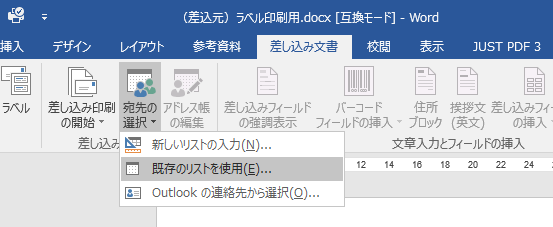 （差込元）ラベル印刷用.docx [互換モード] - Word
挿入 デザイン レイアウト 参考資料 差し込み文書 校閲 表示 JUST PDF 3
ラベル 差し込み印刷の開始 宛先の選択 アドレス帳の編集 差し込みフィールドの強調表示 バーコードフィールドの挿入 住所ブロック 挨拶文(英文) 差し込みフィールドの挿入
差し込み 文章入力とフィールドの挿入
新しいリストの入力(N)...
既存のリストを使用(E)...
Outlook の連絡先から選択(O)...
12 14 16 18 20 22 24 26